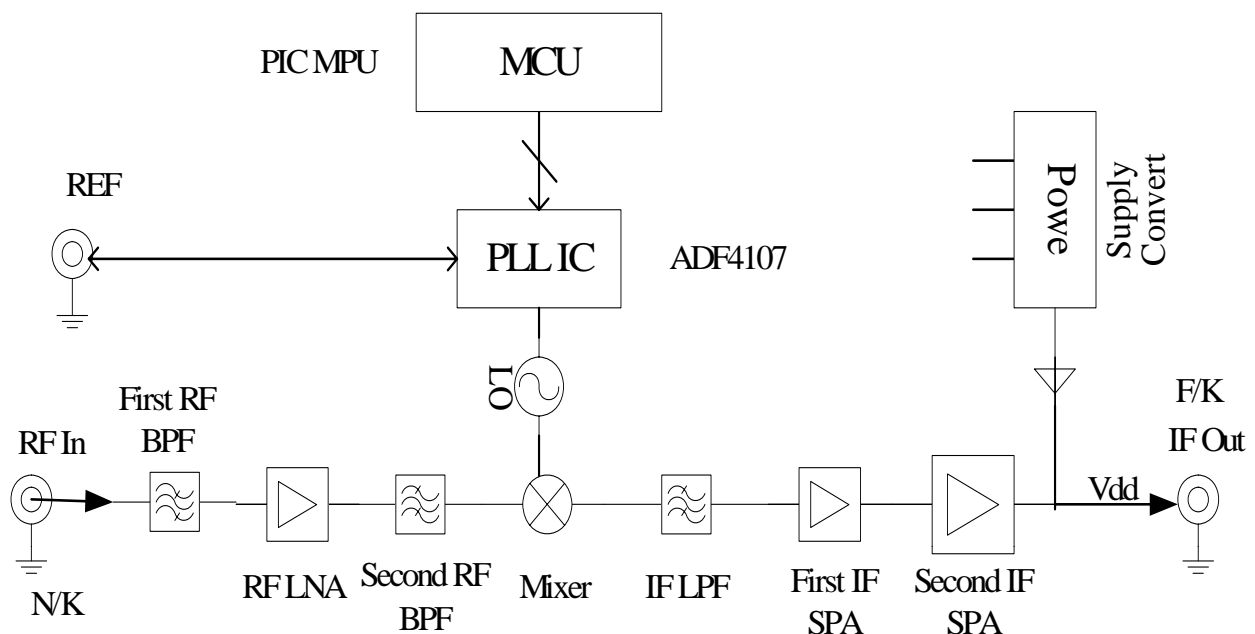 PIC MPU
MCU
REF
PLL IC
ADF4107
Powe
Supply
Convert
LO
First RF
BPF
RF In
F/K
IF Out
Vdd
N/K
RF LNA
Second RF
BPF
Mixer
IF LPF
First IF
SPA
Second IF
SPA